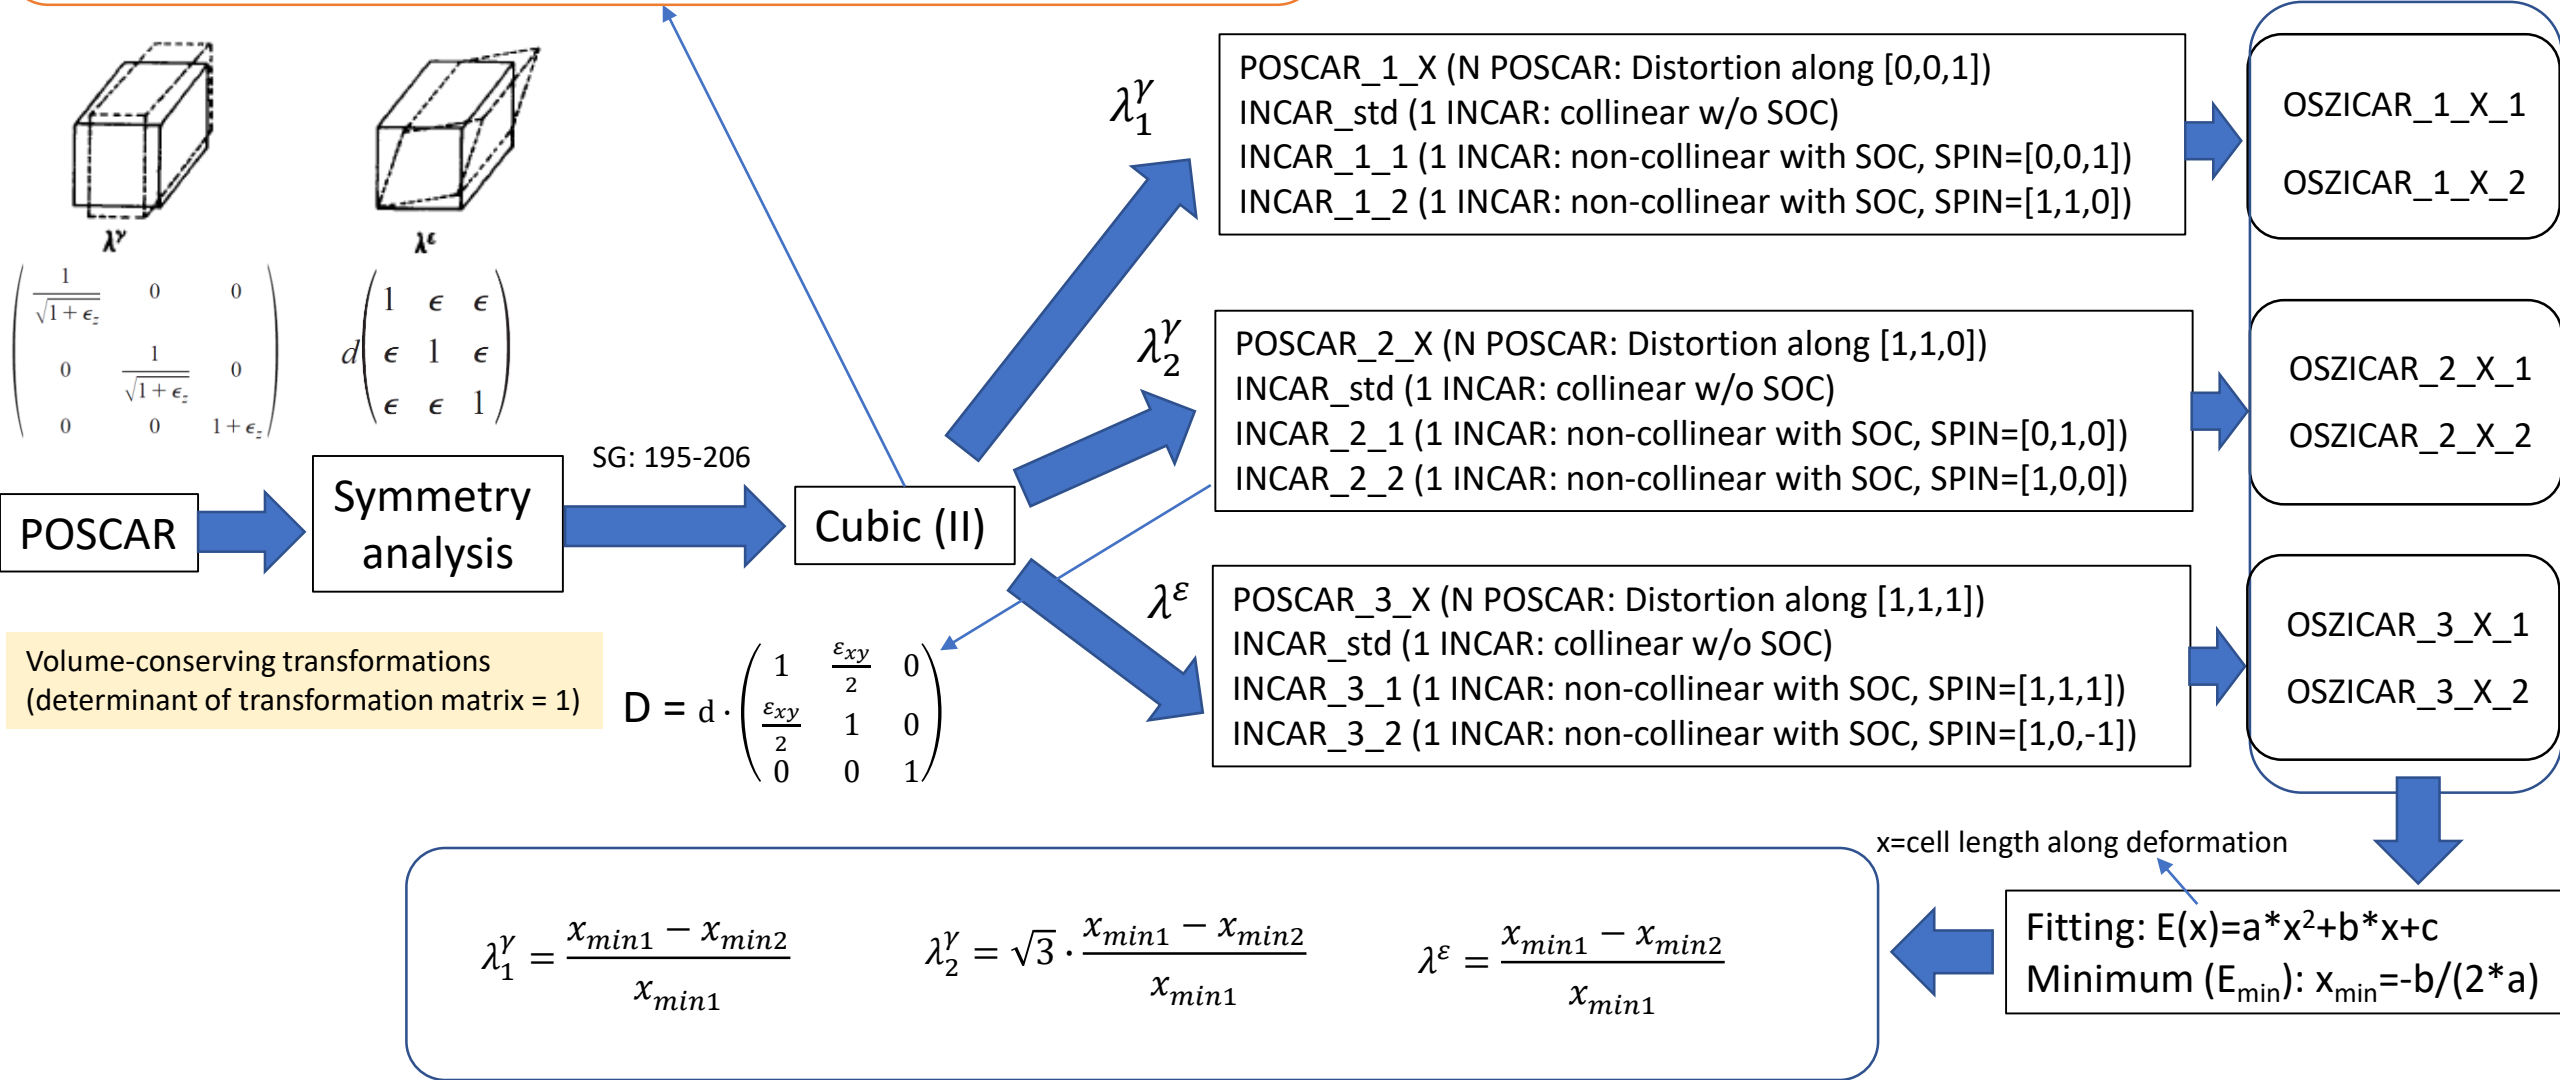 λ^γ
λ^ε
1/√(1+ϵ_z) 0 0
0 1/√(1+ϵ_z) 0
0 0 1+ϵ_z
1 ϵ ϵ
d ϵ 1 ϵ
ϵ ϵ 1
POSCAR
Symmetry
analysis
SG: 195-206
Cubic (II)
Volume-conserving transformations
(determinant of transformation matrix = 1)
D = d ·
1 ε_xy/2 0
ε_xy/2 1 0
0 0 1
λ_1^γ
POSCAR_1_X (N POSCAR: Distortion along [0,0,1])
INCAR_std (1 INCAR: collinear w/o SOC)
INCAR_1_1 (1 INCAR: non-collinear with SOC, SPIN=[0,0,1])
INCAR_1_2 (1 INCAR: non-collinear with SOC, SPIN=[1,1,0])
OSZICAR_1_X_1
OSZICAR_1_X_2
λ_2^γ
POSCAR_2_X (N POSCAR: Distortion along [1,1,0])
INCAR_std (1 INCAR: collinear w/o SOC)
INCAR_2_1 (1 INCAR: non-collinear with SOC, SPIN=[0,1,0])
INCAR_2_2 (1 INCAR: non-collinear with SOC, SPIN=[1,0,0])
OSZICAR_2_X_1
OSZICAR_2_X_2
λ^ε
POSCAR_3_X (N POSCAR: Distortion along [1,1,1])
INCAR_std (1 INCAR: collinear w/o SOC)
INCAR_3_1 (1 INCAR: non-collinear with SOC, SPIN=[1,1,1])
INCAR_3_2 (1 INCAR: non-collinear with SOC, SPIN=[1,0,-1])
OSZICAR_3_X_1
OSZICAR_3_X_2
x=cell length along deformation
Fitting: E(x)=a*x²+b*x+c
Minimum (E_min): x_min=-b/(2*a)
λ_1^γ = (x_min1 − x_min2)/x_min1
λ_2^γ = √3 · (x_min1 − x_min2)/x_min1
λ^ε = (x_min1 − x_min2)/x_min1